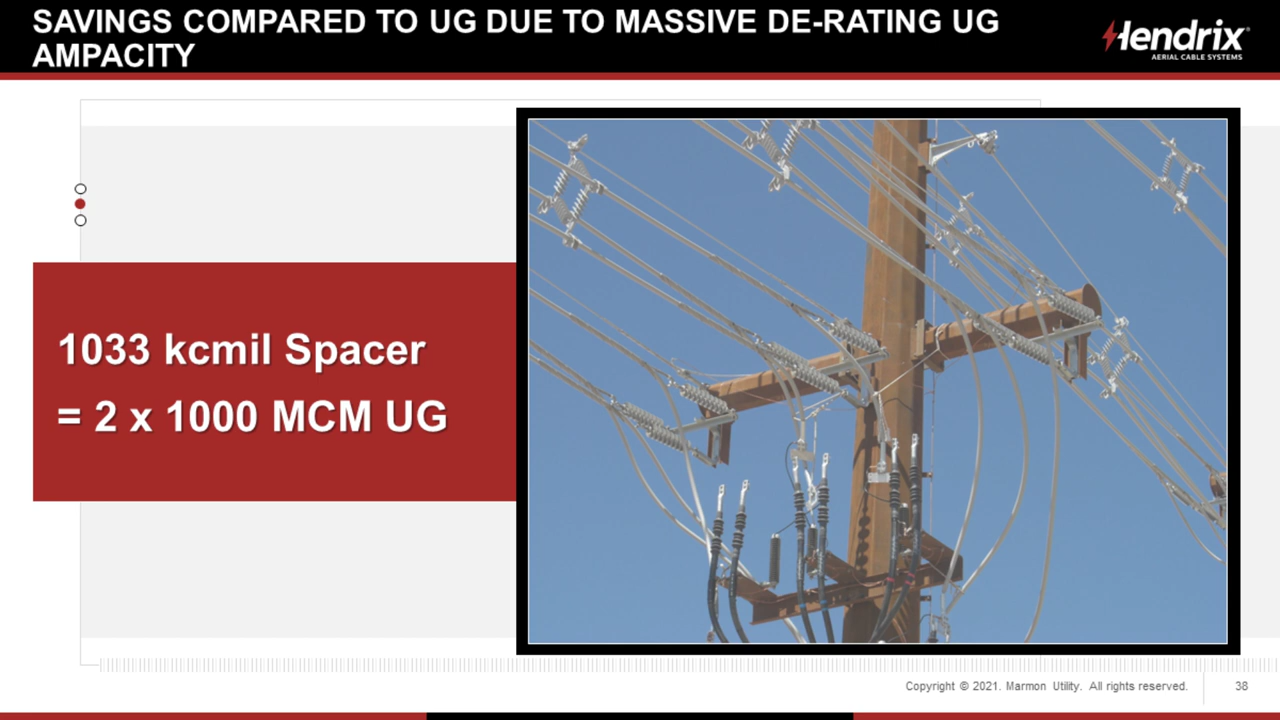 SAVINGS COMPARED TO UG DUE TO MASSIVE DE-RATING UG
AMPACITY
Hendrix®
AERIAL CABLE SYSTEMS
1033 kcmil Spacer
= 2 x 1000 MCM UG
Copyright © 2021. Marmon Utility. All rights reserved.
38